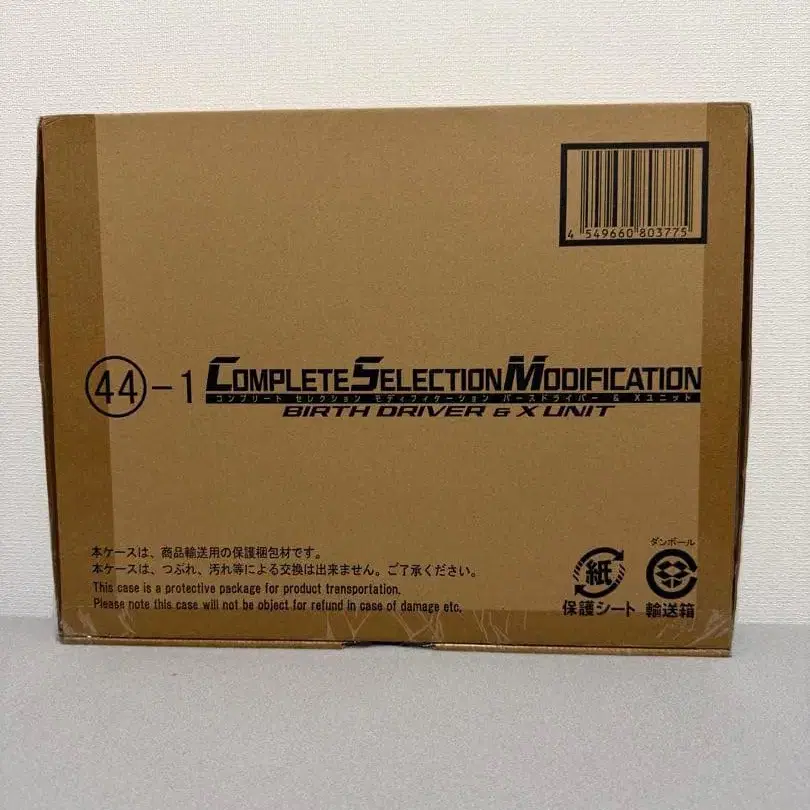 4 549660 803775
44-1 COMPLETE SELECTION MODIFICATION
コンプリート セレクション モディフィケーション バースドライバー & Xユニット
BIRTH DRIVER & X UNIT
本ケースは、商品輸送用の保護梱包材です。
本ケースは、つぶれ、汚れ等による交換は出来ません。ご了承ください。
This case is a protective package for product transportation.
Please note this case will not be object for refund in case of damage etc.
ダンボール
紙
保護シート 輸送箱